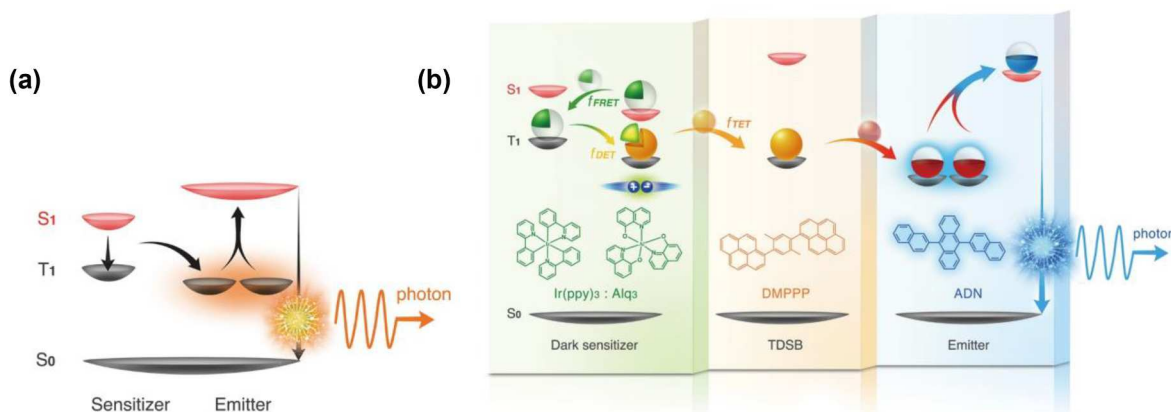 (a)
S1
T1
S0
photon
Sensitizer Emitter
(b)
S1
fFRET
T1
fDET
fTET
+ -
Ir(ppy)3 : Alq3
DMPPP
ADN
photon
S0
Dark sensitizer
TDSB
Emitter